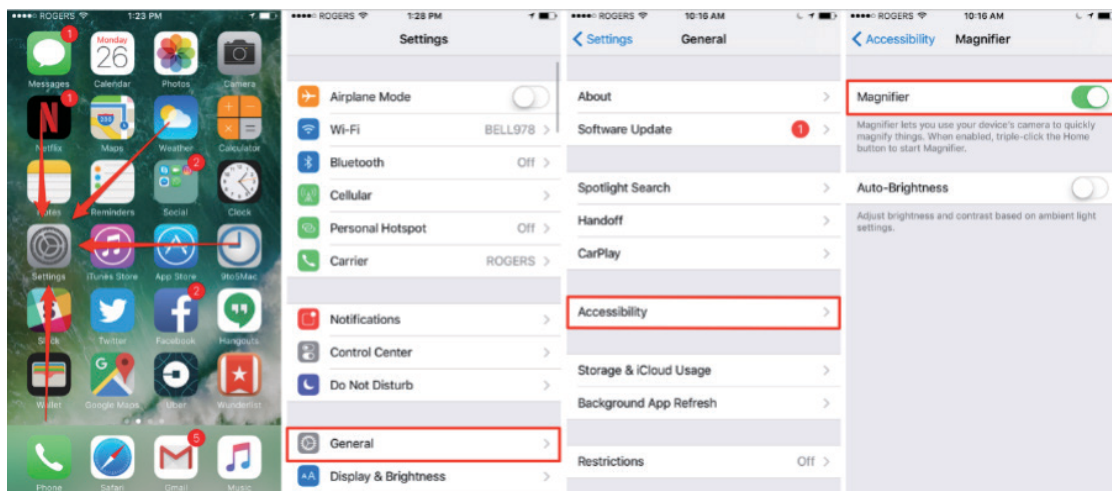 ROGERS 1:23 PM
1
Monday
26
Messages Calendar Photos Camera
1
280
Netflix Maps Weather Calculator
2
Notes Reminders Social Clock
Settings iTunes Store App Store 9to5Mac
2
Slack Twitter Facebook Hangouts
G
Wallet Google Maps Uber Wunderlist
5
Phone Safari Gmail Music
ROGERS 1:28 PM
Settings
Airplane Mode
Wi-Fi BELL978
Bluetooth Off
Cellular
Personal Hotspot Off
Carrier ROGERS
Notifications
Control Center
Do Not Disturb
General
AA Display & Brightness
ROGERS 10:16 AM
Settings General
About
Software Update 1
Spotlight Search
Handoff
CarPlay
Accessibility
Storage & iCloud Usage
Background App Refresh
Restrictions Off
ROGERS 10:16 AM
Accessibility Magnifier
Magnifier
Magnifier lets you use your device's camera to quickly
magnify things. When enabled, triple-click the Home
button to start Magnifier.
Auto-Brightness
Adjust brightness and contrast based on ambient light
settings.